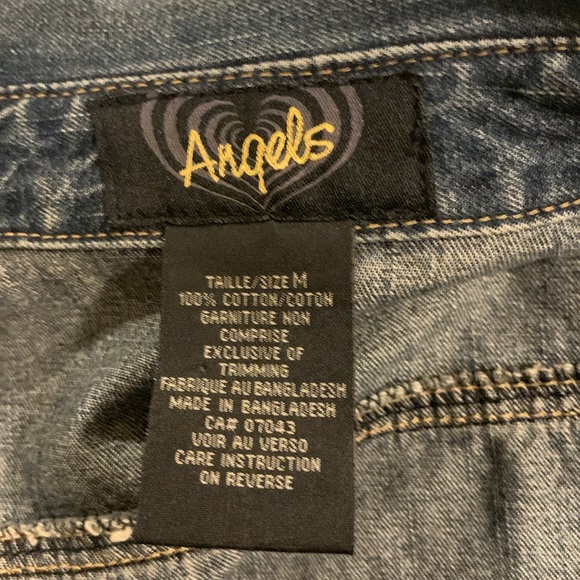 Angels
TAILLE/SIZE M
100% COTTON/COTON
GARNITURE NON
COMPRISE
EXCLUSIVE OF
TRIMMING
FABRIQUE AU BANGLADESH
MADE IN BANGLADESH
CA# 07043
VOIR AU VERSO
CARE INSTRUCTION
ON REVERSE